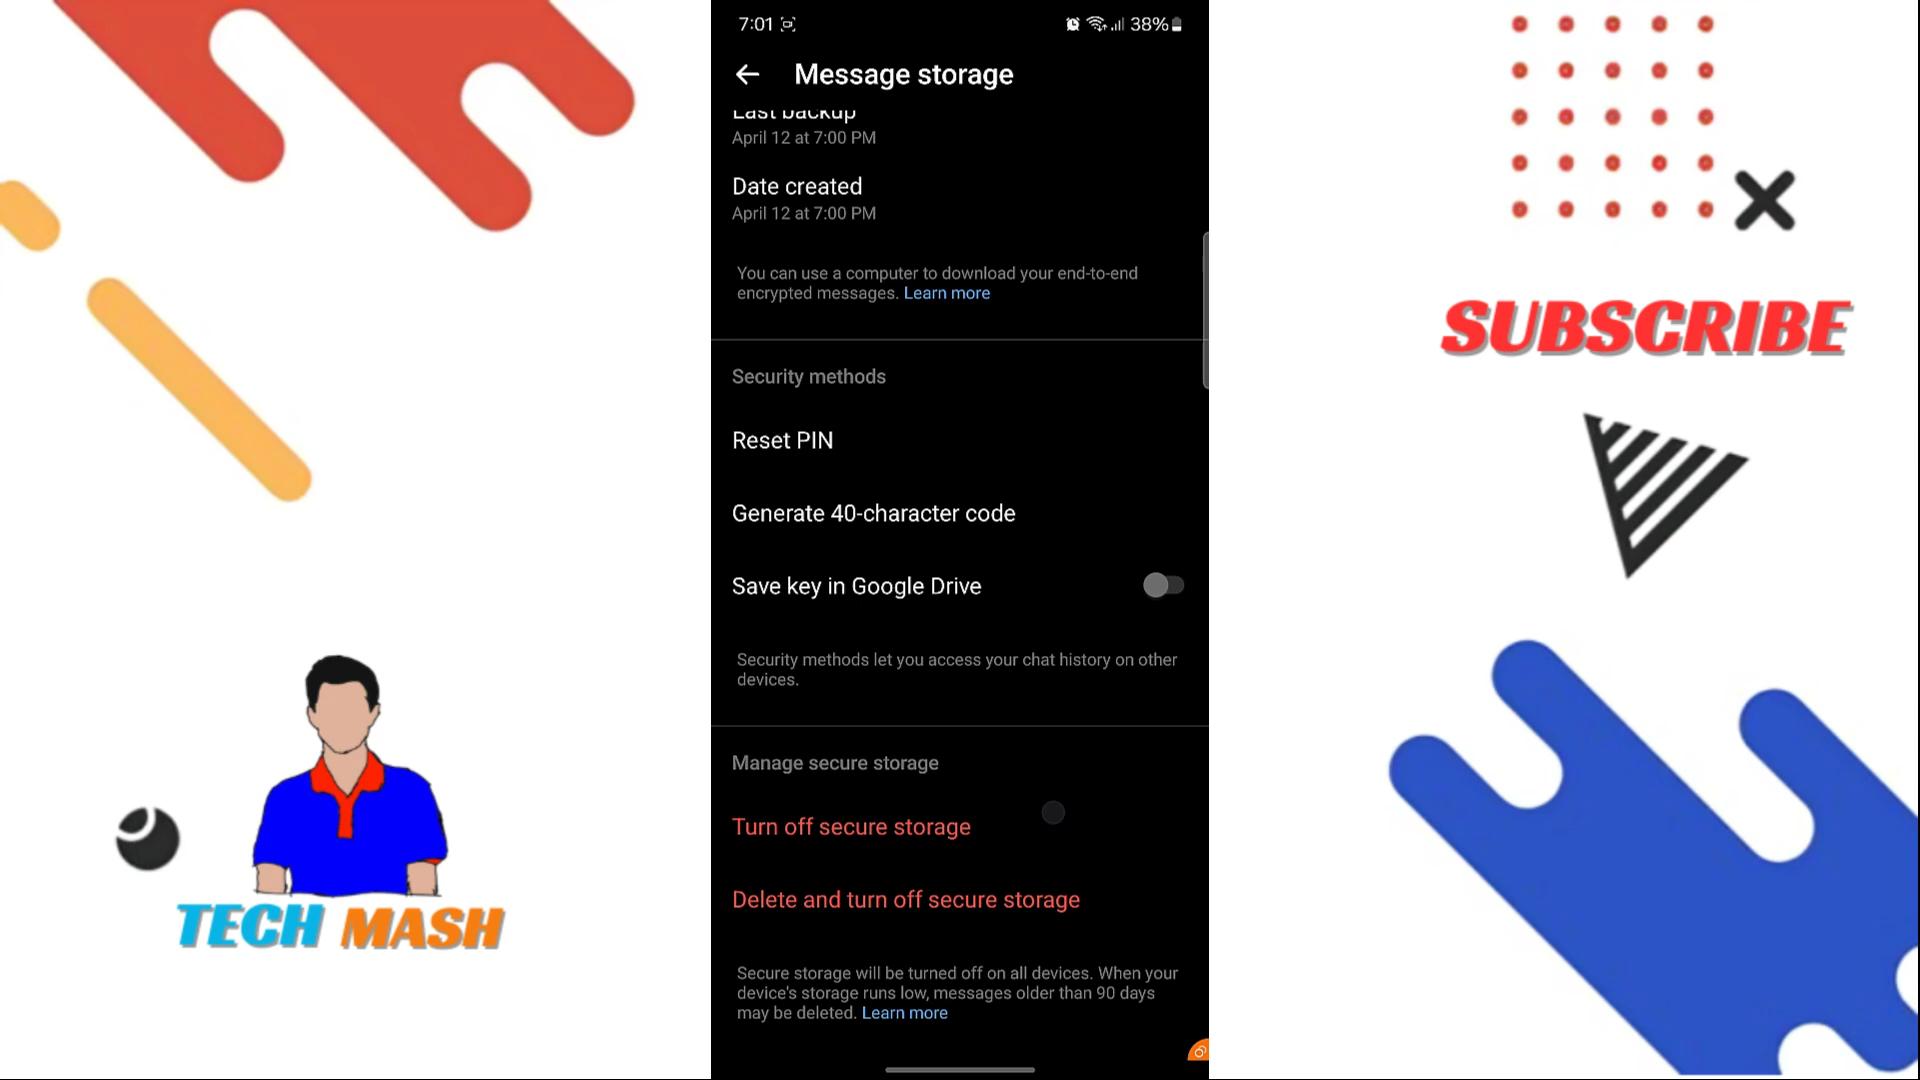 7:01
38%
Message storage
Last backup
April 12 at 7:00 PM
Date created
April 12 at 7:00 PM
You can use a computer to download your end-to-end
encrypted messages. Learn more
Security methods
Reset PIN
Generate 40-character code
Save key in Google Drive
Security methods let you access your chat history on other
devices.
Manage secure storage
Turn off secure storage
Delete and turn off secure storage
Secure storage will be turned off on all devices. When your
device's storage runs low, messages older than 90 days
may be deleted. Learn more
TECH MASH
SUBSCRIBE